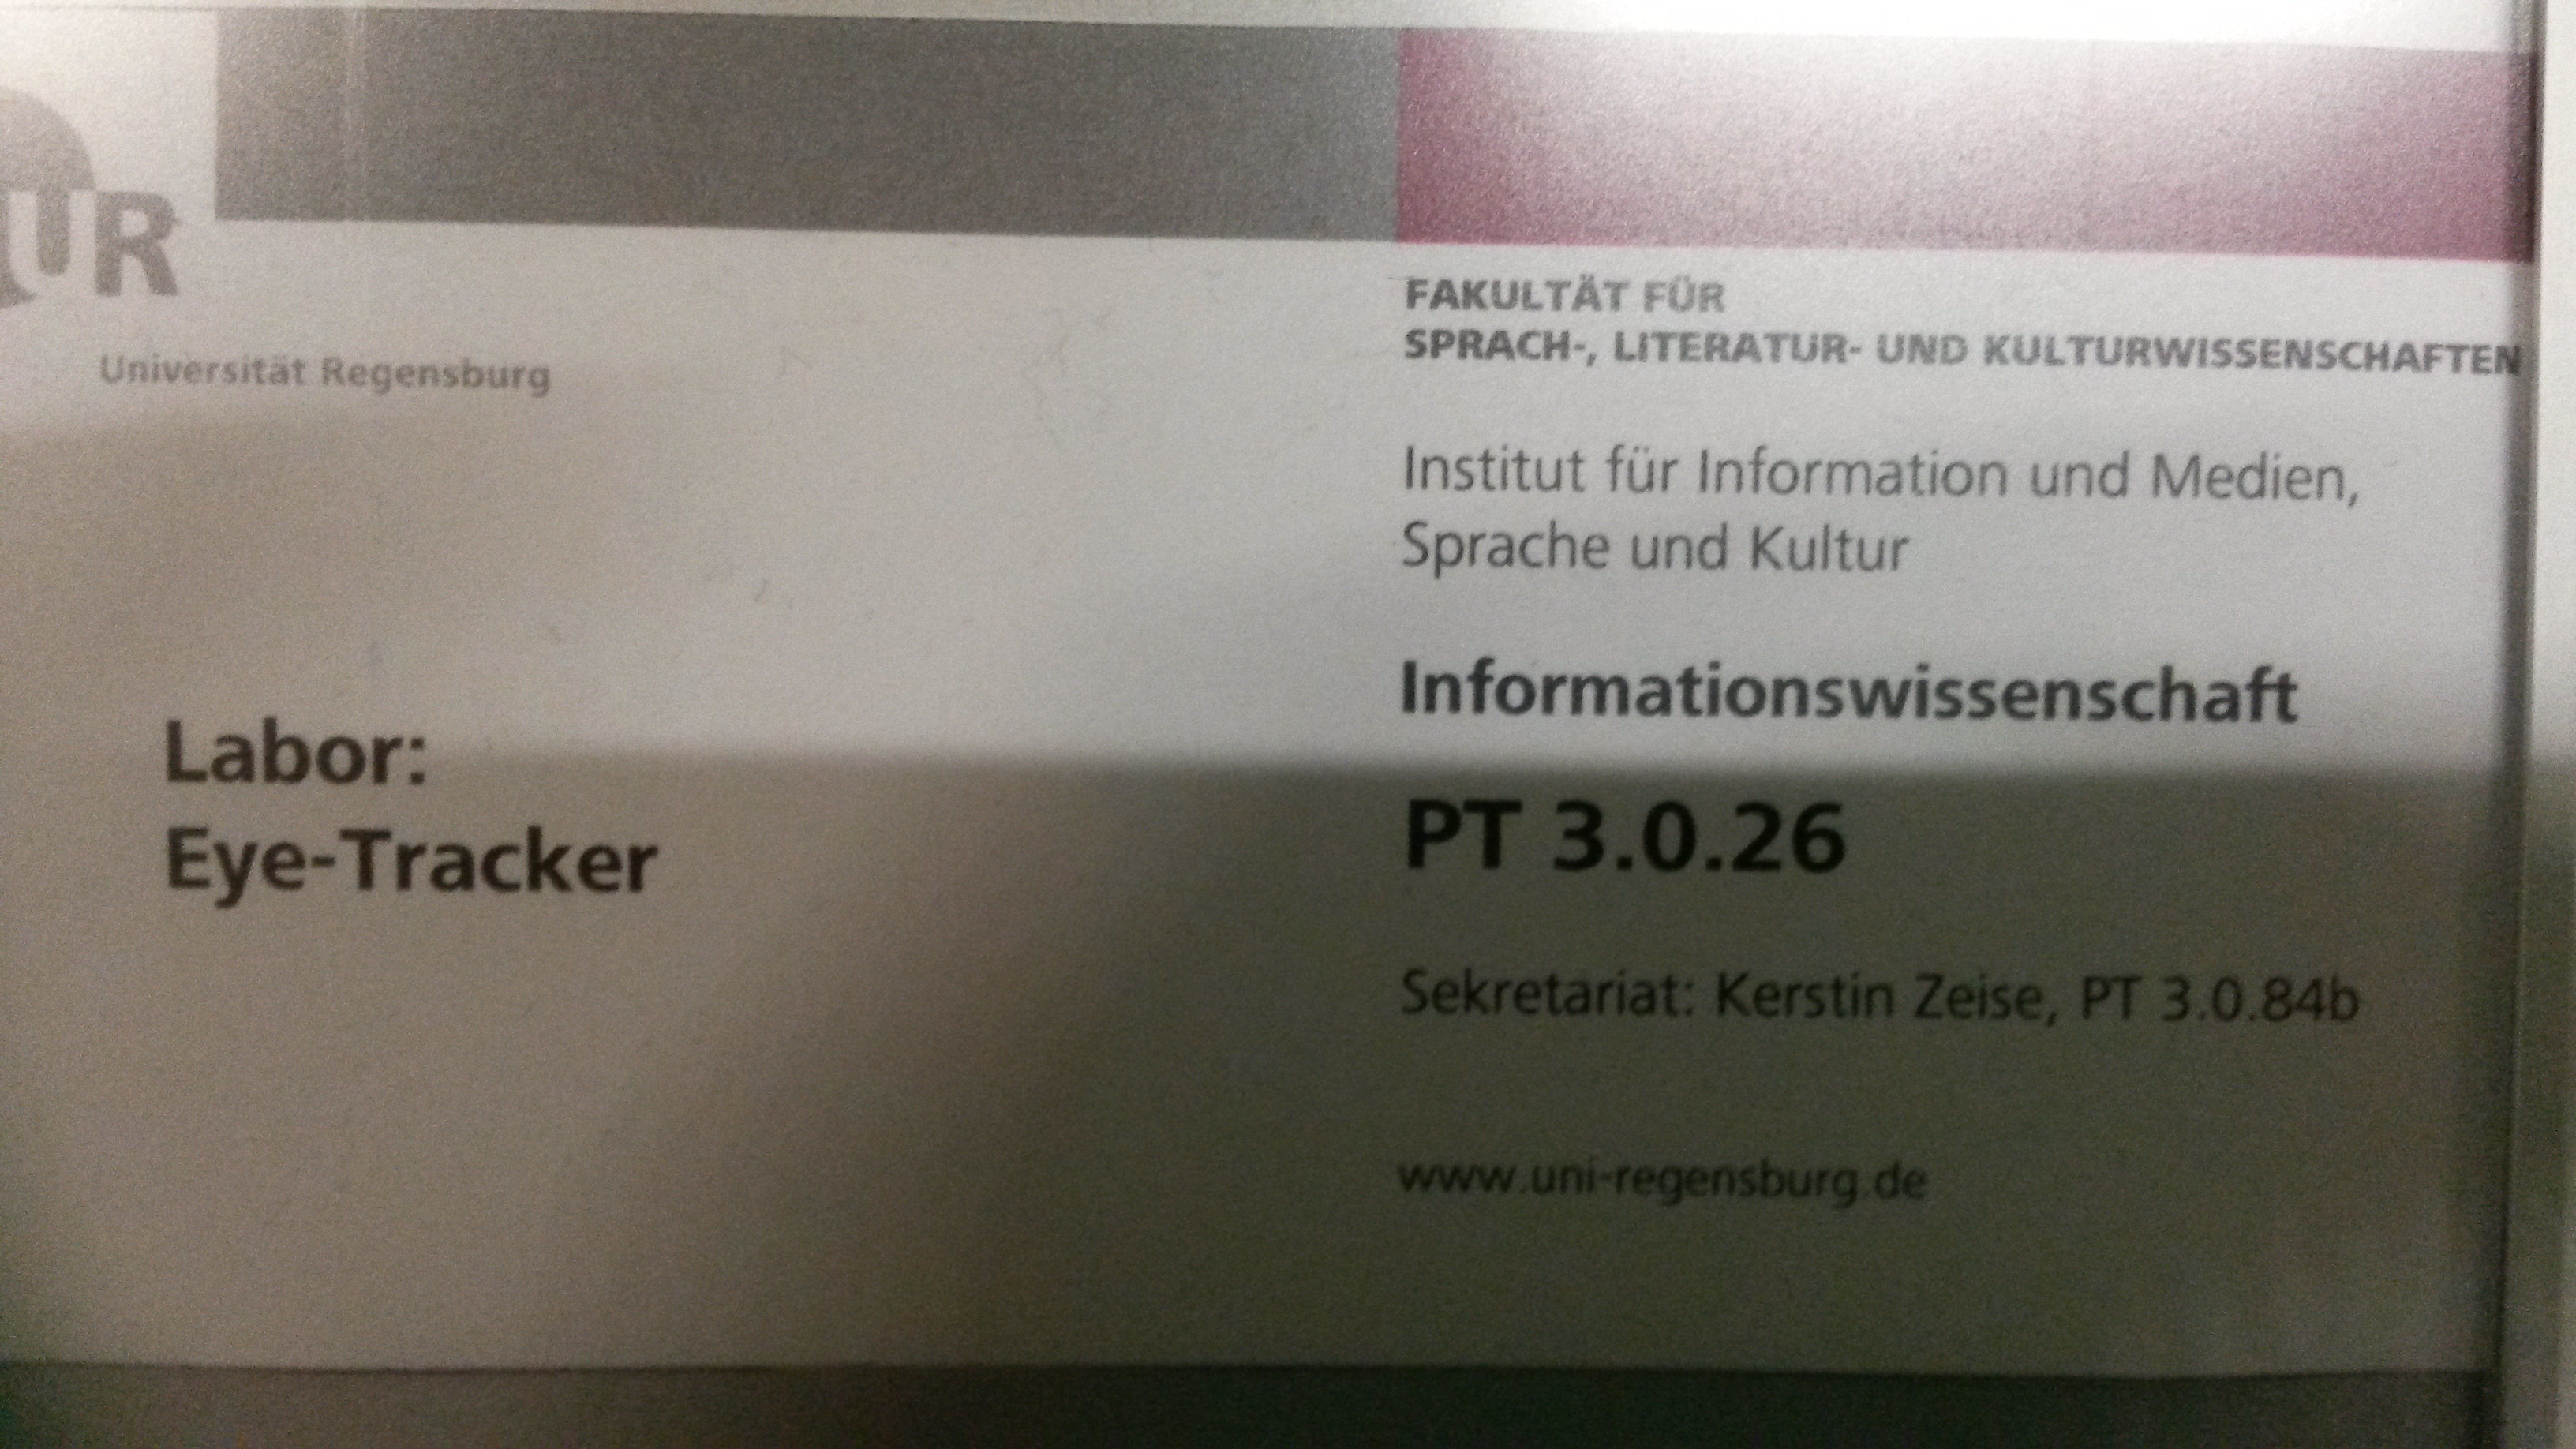 UR
Universität Regensburg
Labor:
Eye-Tracker
FAKULTÄT FÜR
SPRACH-, LITERATUR- UND KULTURWISSENSCHAFTEN
Institut für Information und Medien,
Sprache und Kultur
Informationswissenschaft
PT 3.0.26
Sekretariat: Kerstin Zeise, PT 3.0.84b
www.uni-regensburg.de